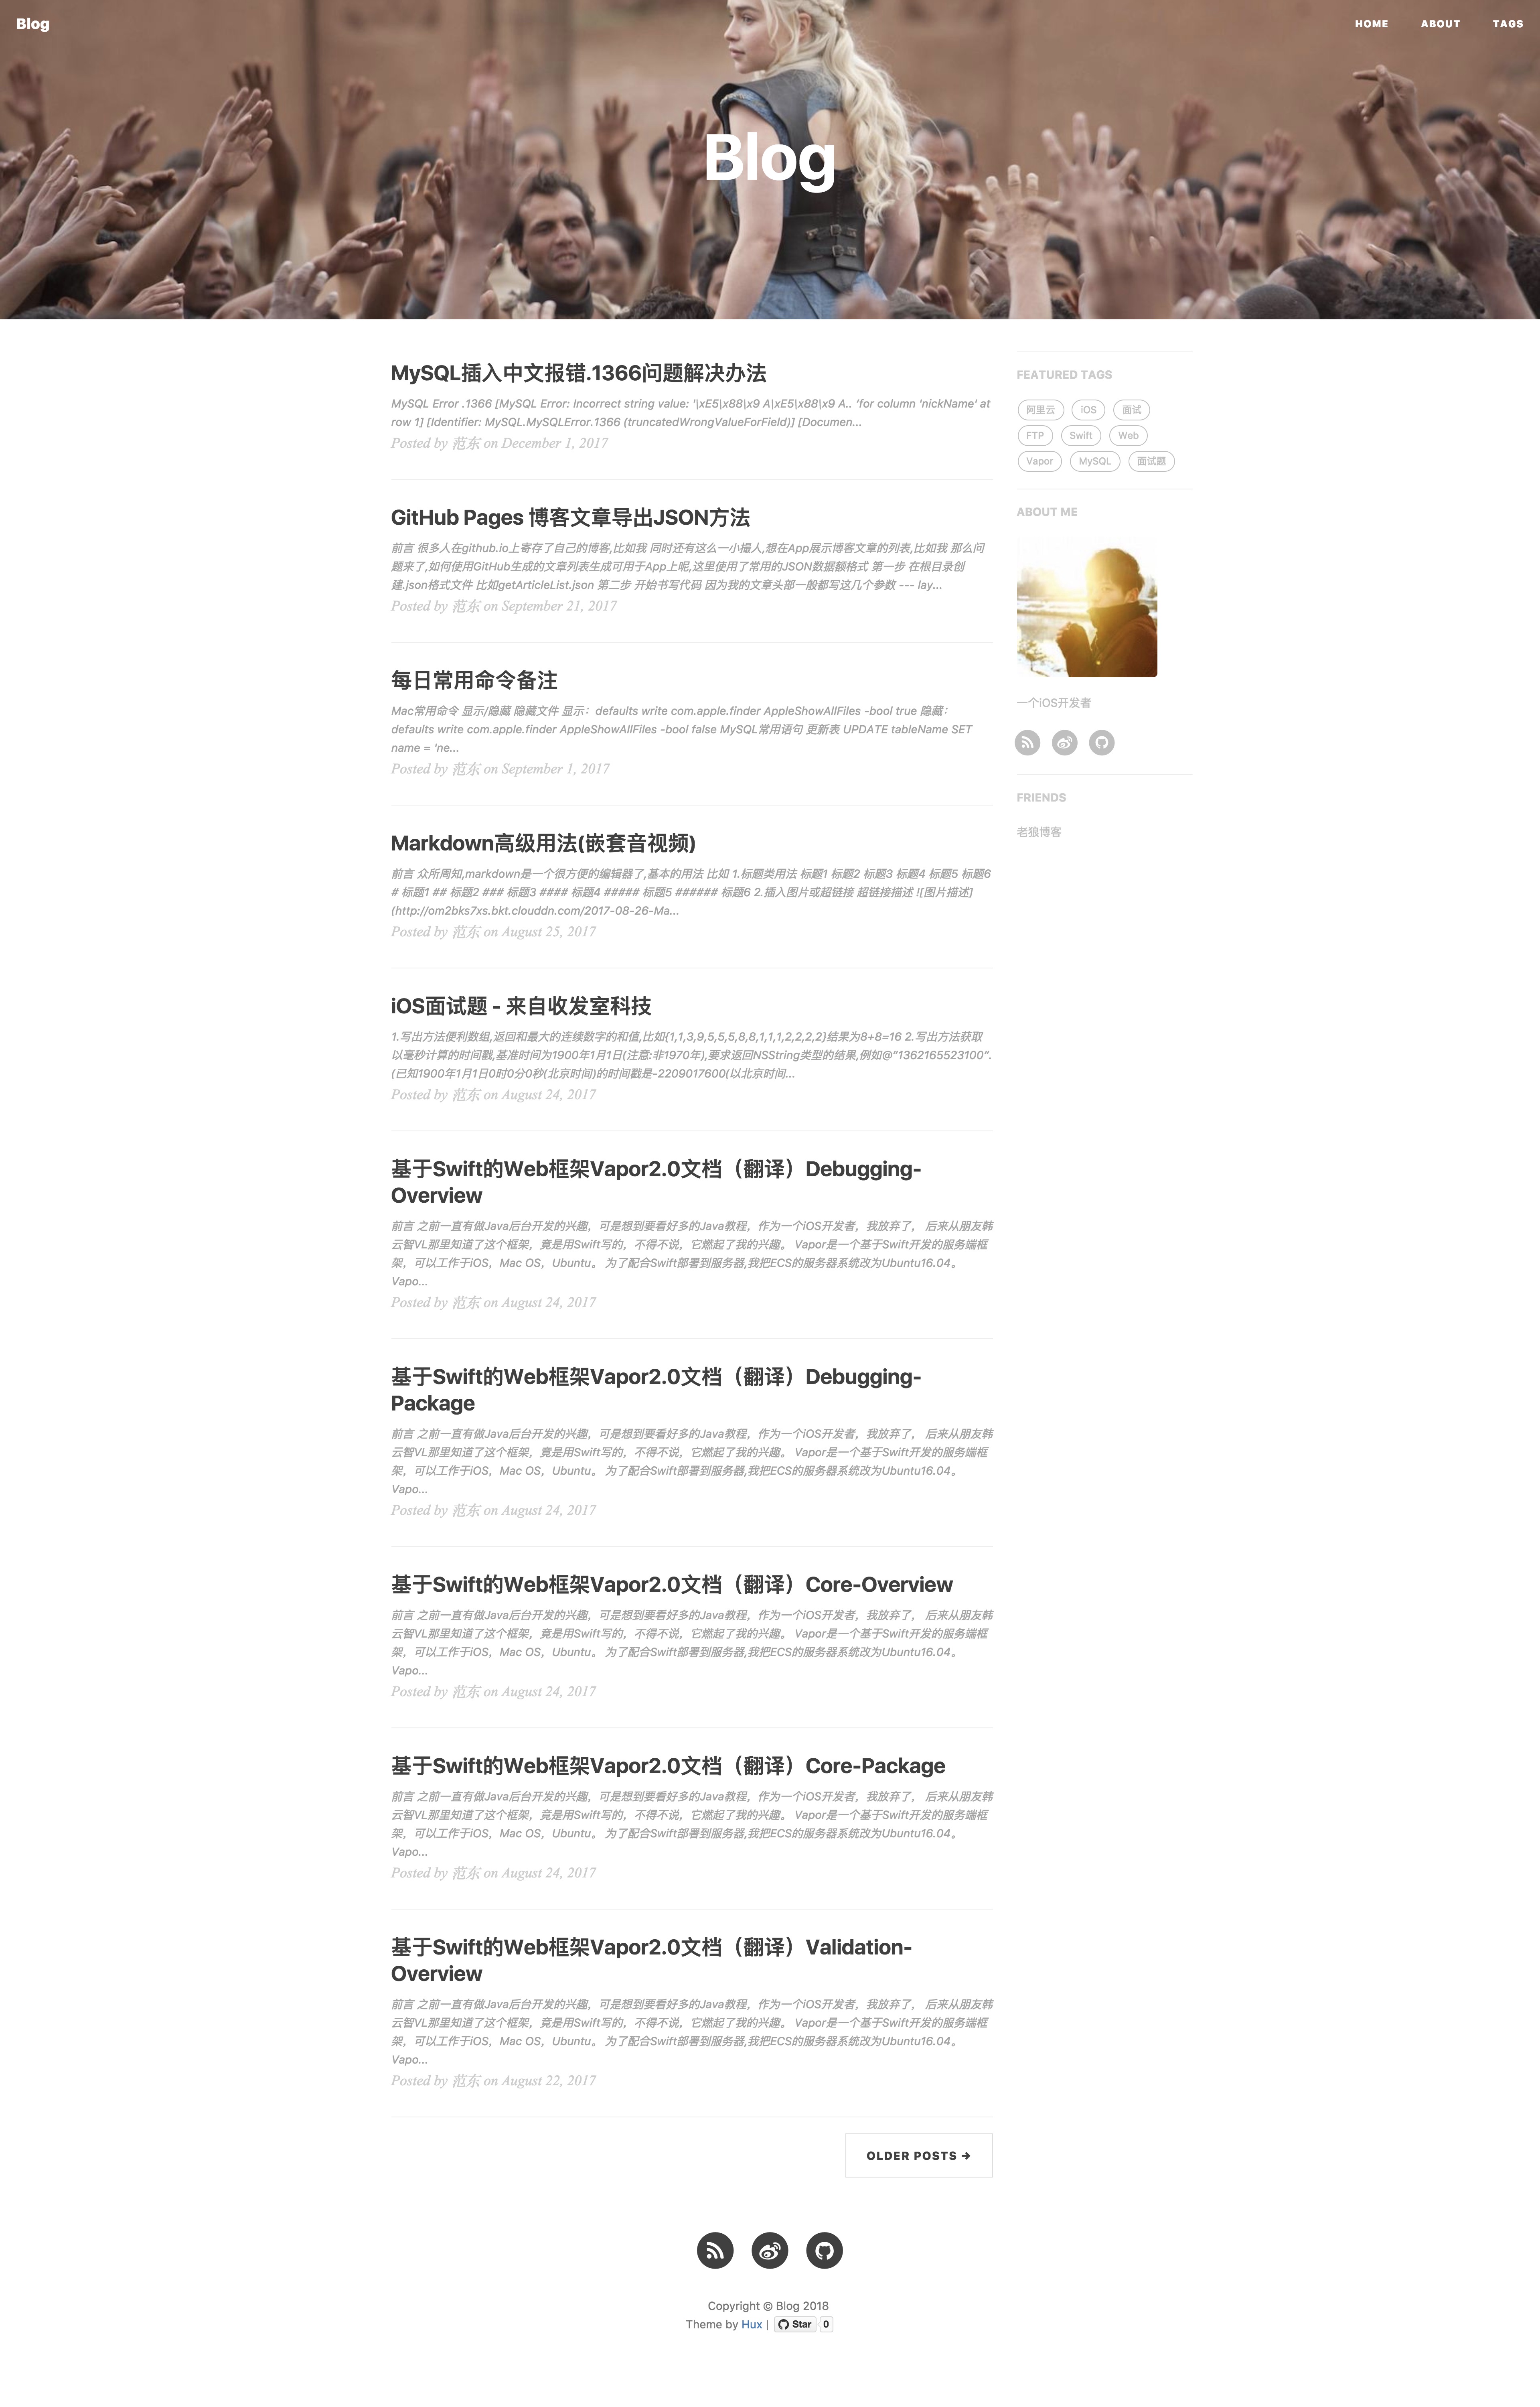 Blog
HOME ABOUT TAGS
Blog
MySQL插入中文报错.1366问题解决办法
MySQL Error .1366 [MySQL Error: Incorrect string value: '\xE5\x88\x9 A\xE5\x88\x9 A.. 'for column 'nickName' at
row 1] [Identifier: MySQL.MySQLError.1366 (truncatedWrongValueForField)] [Documen...
Posted by 范东 on December 1, 2017
GitHub Pages 博客文章导出JSON方法
前言 很多人在github.io上寄存了自己的博客,比如我 同时还有这么一小撮人,想在App展示博客文章的列表,比如我 那么问
题来了,如何使用GitHub生成的文章列表生成可用于App上呢,这里使用了常用的JSON数据额格式 第一步 在根目录创
建.json格式文件 比如getArticleList.json 第二步 开始书写代码 因为我的文章头部一般都写这几个参数 --- lay...
Posted by 范东 on September 21, 2017
每日常用命令备注
Mac常用命令 显示/隐藏 隐藏文件 显示：defaults write com.apple.finder AppleShowAllFiles -bool true 隐藏：
defaults write com.apple.finder AppleShowAllFiles -bool false MySQL常用语句 更新表 UPDATE tableName SET
name = 'ne...
Posted by 范东 on September 1, 2017
Markdown高级用法(嵌套音视频)
前言 众所周知,markdown是一个很方便的编辑器了,基本的用法 比如 1.标题类用法 标题1 标题2 标题3 标题4 标题5 标题6
# 标题1 ## 标题2 ### 标题3 #### 标题4 ##### 标题5 ###### 标题6 2.插入图片或超链接 超链接描述 ![图片描述]
(http://om2bks7xs.bkt.clouddn.com/2017-08-26-Ma...
Posted by 范东 on August 25, 2017
iOS面试题 - 来自收发室科技
1.写出方法便利数组,返回和最大的连续数字的和值,比如{1,1,3,9,5,5,5,8,8,1,1,1,2,2,2,2}结果为8+8=16 2.写出方法获取
以毫秒计算的时间戳,基准时间为1900年1月1日(注意:非1970年),要求返回NSString类型的结果,例如@“1362165523100”.
(已知1900年1月1日0时0分0秒(北京时间)的时间戳是-2209017600(以北京时间...
Posted by 范东 on August 24, 2017
基于Swift的Web框架Vapor2.0文档（翻译）Debugging-
Overview
前言 之前一直有做Java后台开发的兴趣，可是想到要看好多的Java教程，作为一个iOS开发者，我放弃了， 后来从朋友韩
云智VL那里知道了这个框架，竟是用Swift写的，不得不说，它燃起了我的兴趣。 Vapor是一个基于Swift开发的服务端框
架，可以工作于iOS，Mac OS，Ubuntu。 为了配合Swift部署到服务器,我把ECS的服务器系统改为Ubuntu16.04。
Vapo...
Posted by 范东 on August 24, 2017
基于Swift的Web框架Vapor2.0文档（翻译）Debugging-
Package
前言 之前一直有做Java后台开发的兴趣，可是想到要看好多的Java教程，作为一个iOS开发者，我放弃了， 后来从朋友韩
云智VL那里知道了这个框架，竟是用Swift写的，不得不说，它燃起了我的兴趣。 Vapor是一个基于Swift开发的服务端框
架，可以工作于iOS，Mac OS，Ubuntu。 为了配合Swift部署到服务器,我把ECS的服务器系统改为Ubuntu16.04。
Vapo...
Posted by 范东 on August 24, 2017
基于Swift的Web框架Vapor2.0文档（翻译）Core-Overview
前言 之前一直有做Java后台开发的兴趣，可是想到要看好多的Java教程，作为一个iOS开发者，我放弃了， 后来从朋友韩
云智VL那里知道了这个框架，竟是用Swift写的，不得不说，它燃起了我的兴趣。 Vapor是一个基于Swift开发的服务端框
架，可以工作于iOS，Mac OS，Ubuntu。 为了配合Swift部署到服务器,我把ECS的服务器系统改为Ubuntu16.04。
Vapo...
Posted by 范东 on August 24, 2017
基于Swift的Web框架Vapor2.0文档（翻译）Core-Package
前言 之前一直有做Java后台开发的兴趣，可是想到要看好多的Java教程，作为一个iOS开发者，我放弃了， 后来从朋友韩
云智VL那里知道了这个框架，竟是用Swift写的，不得不说，它燃起了我的兴趣。 Vapor是一个基于Swift开发的服务端框
架，可以工作于iOS，Mac OS，Ubuntu。 为了配合Swift部署到服务器,我把ECS的服务器系统改为Ubuntu16.04。
Vapo...
Posted by 范东 on August 24, 2017
基于Swift的Web框架Vapor2.0文档（翻译）Validation-
Overview
前言 之前一直有做Java后台开发的兴趣，可是想到要看好多的Java教程，作为一个iOS开发者，我放弃了， 后来从朋友韩
云智VL那里知道了这个框架，竟是用Swift写的，不得不说，它燃起了我的兴趣。 Vapor是一个基于Swift开发的服务端框
架，可以工作于iOS，Mac OS，Ubuntu。 为了配合Swift部署到服务器,我把ECS的服务器系统改为Ubuntu16.04。
Vapo...
Posted by 范东 on August 22, 2017
OLDER POSTS →
FEATURED TAGS
阿里云 iOS 面试
FTP Swift Web
Vapor MySQL 面试题
ABOUT ME
一个iOS开发者
FRIENDS
老狼博客
Copyright © Blog 2018
Theme by Hux | Star 0